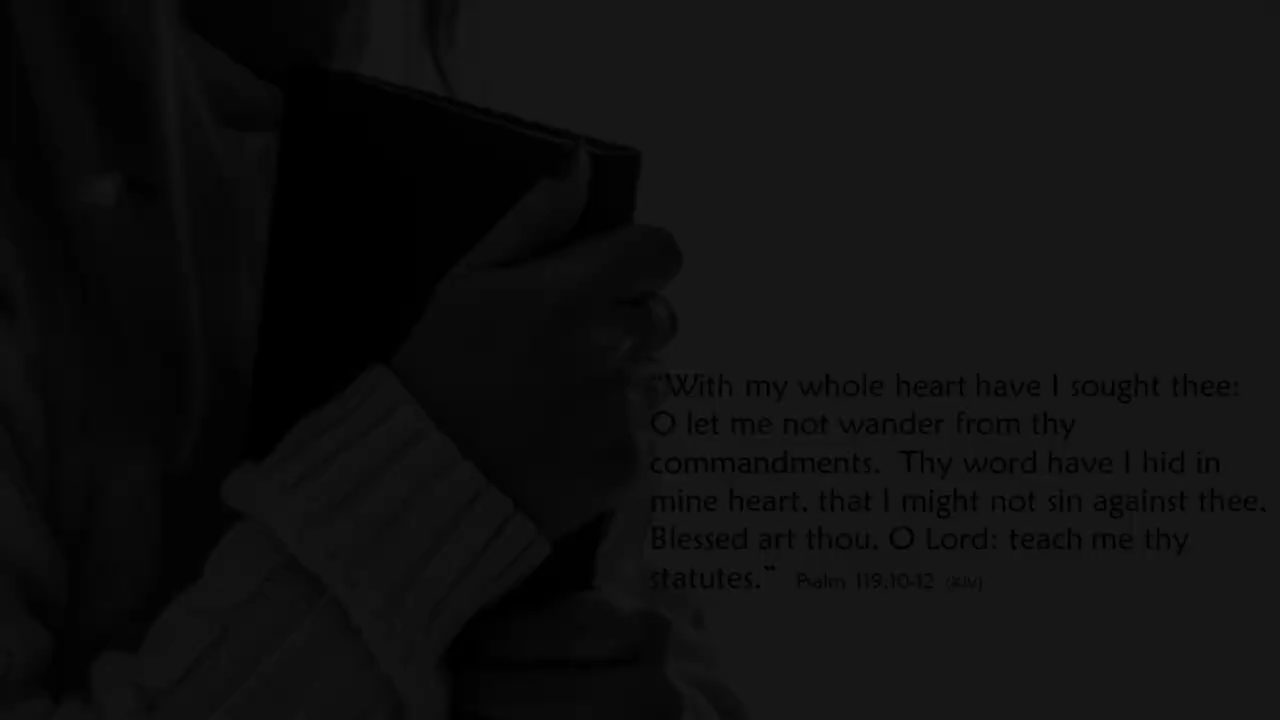 "With my whole heart have I sought thee:
O let me not wander from thy
commandments. Thy word have I hid in
mine heart, that I might not sin against thee.
Blessed art thou, O Lord: teach me thy
statutes." Psalm 119.10-12 (KJV)